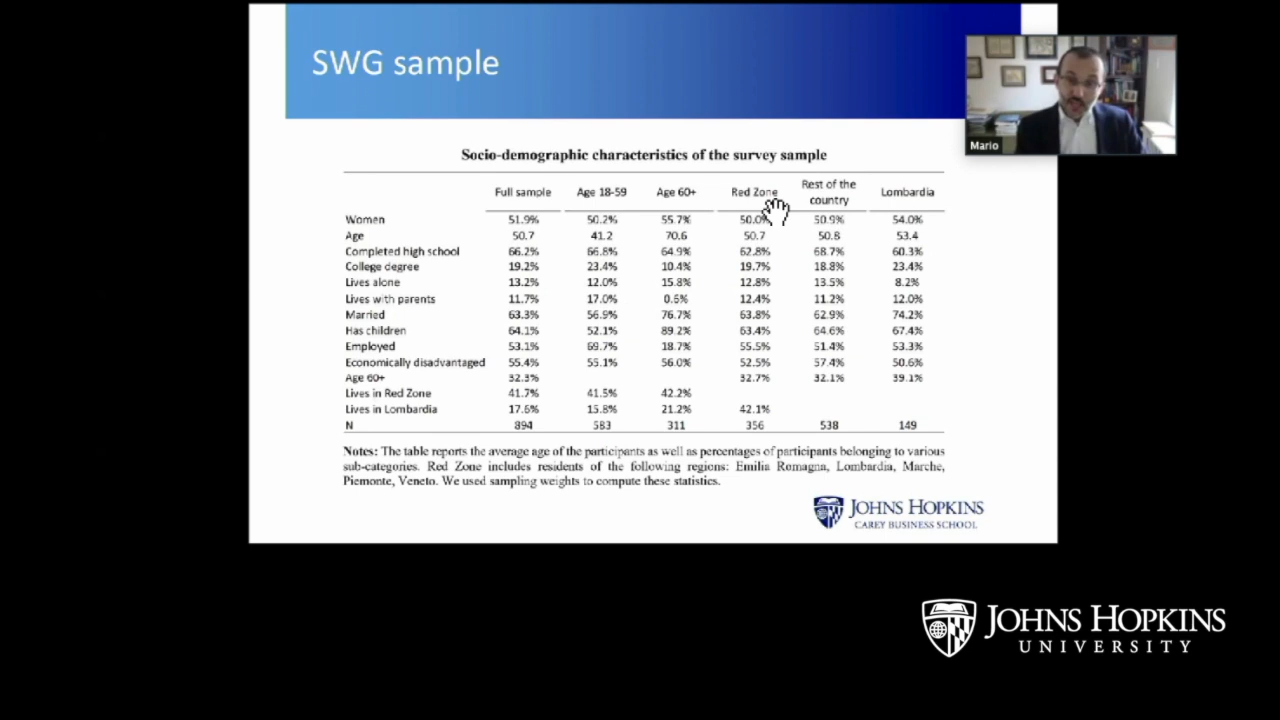 SWG sample
Mario
Socio-demographic characteristics of the survey sample
Full sample Age 18-59 Age 60+ Red Zone Rest of the country Lombardia
Women 51.9% 50.2% 55.7% 50.0% 50.9% 54.0%
Age 50.7 41.2 70.6 50.7 50.8 53.4
Completed high school 66.2% 66.8% 64.9% 62.8% 68.7% 60.3%
College degree 19.2% 23.4% 10.4% 19.7% 18.8% 23.4%
Lives alone 13.2% 12.0% 15.8% 12.8% 13.5% 8.2%
Lives with parents 11.7% 17.0% 0.6% 12.4% 11.2% 12.0%
Married 63.3% 56.9% 76.7% 63.8% 62.9% 74.2%
Has children 64.1% 52.1% 89.2% 63.4% 64.6% 67.4%
Employed 53.1% 69.7% 18.7% 55.5% 51.4% 53.3%
Economically disadvantaged 55.4% 55.1% 56.0% 52.5% 57.4% 50.6%
Age 60+ 32.3% 32.7% 32.1% 39.1%
Lives in Red Zone 41.7% 41.5% 42.2%
Lives in Lombardia 17.6% 15.8% 21.2% 42.1%
N 894 583 311 356 538 149
Notes: The table reports the average age of the participants as well as percentages of participants belonging to various
sub-categories. Red Zone includes residents of the following regions: Emilia Romagna, Lombardia, Marche,
Piemonte, Veneto. We used sampling weights to compute these statistics.
JOHNS HOPKINS
CAREY BUSINESS SCHOOL
JOHNS HOPKINS
UNIVERSITY